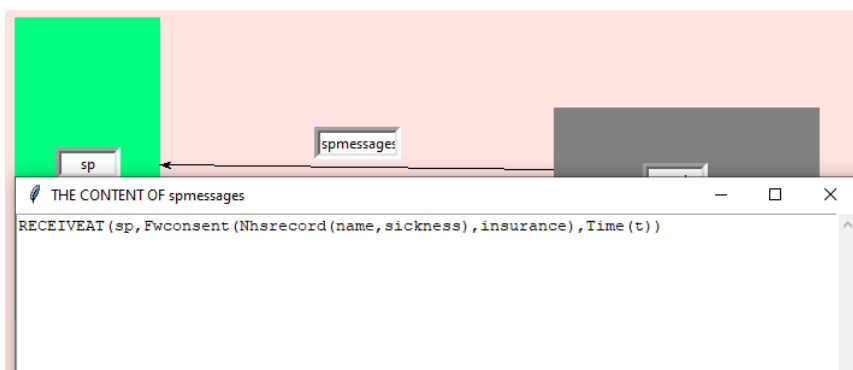 spmessages
sp
THE CONTENT OF spmessages
RECEIVEAT(sp,Fwconsent(Nhsrecord(name,sickness),insurance),Time(t))